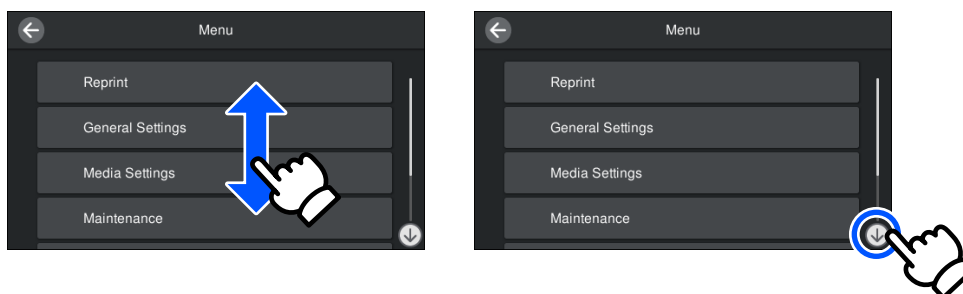 Menu
Reprint
General Settings
Media Settings
Maintenance
Menu
Reprint
General Settings
Media Settings
Maintenance